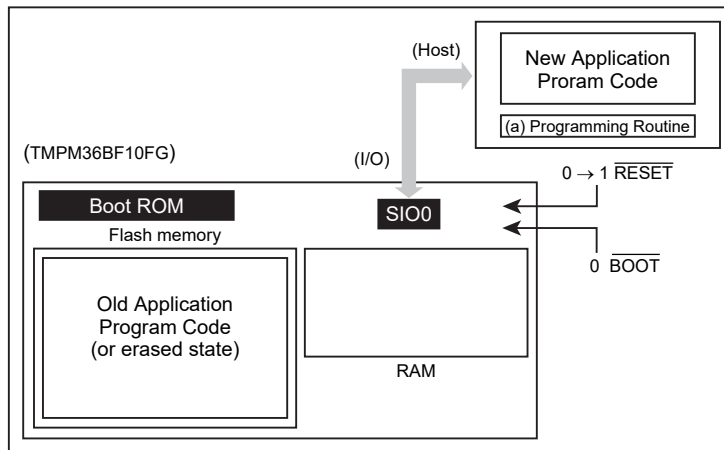 (Host)
New Application
Proram Code
(a) Programming Routine
(TMPM36BF10FG)
(I/O)
0 → 1 RESET
Boot ROM
SIO0
Flash memory
0 BOOT
Old Application
Program Code
(or erased state)
RAM